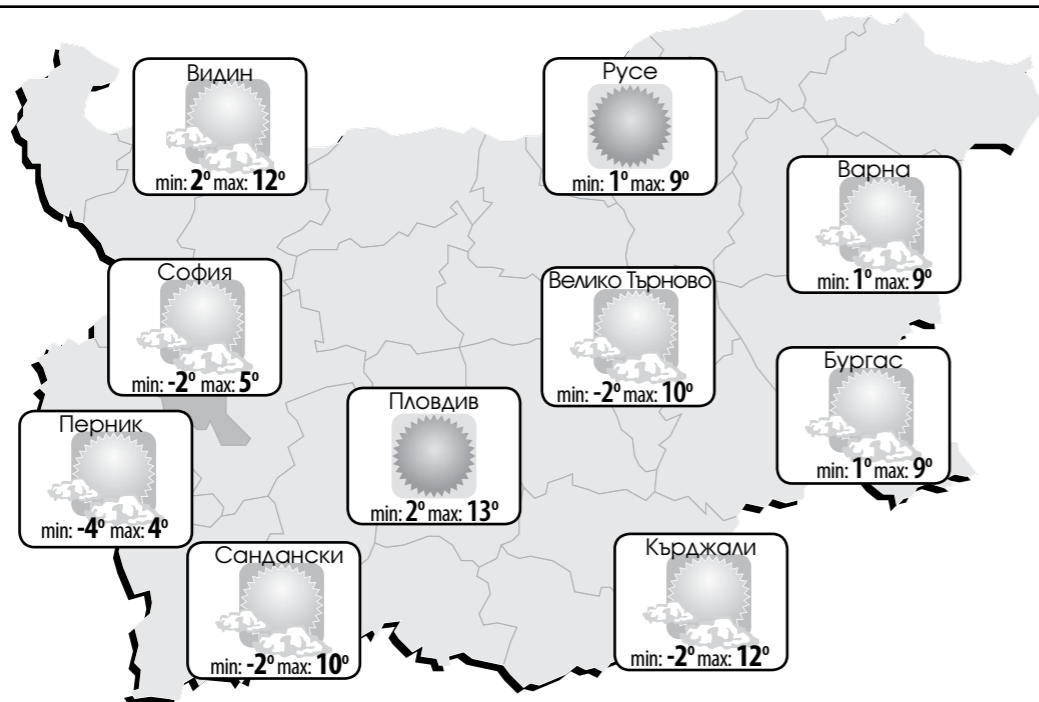 Видин
min: 2° max: 12°
Русе
min: 1° max: 9°
Варна
min: 1° max: 9°
София
min: -2° max: 5°
Велико Търново
min: -2° max: 10°
Бургас
min: 1° max: 9°
Пловдив
min: 2° max: 13°
Перник
min: -4° max: 4°
Сандански
min: -2° max: 10°
Кърджали
min: -2° max: 12°